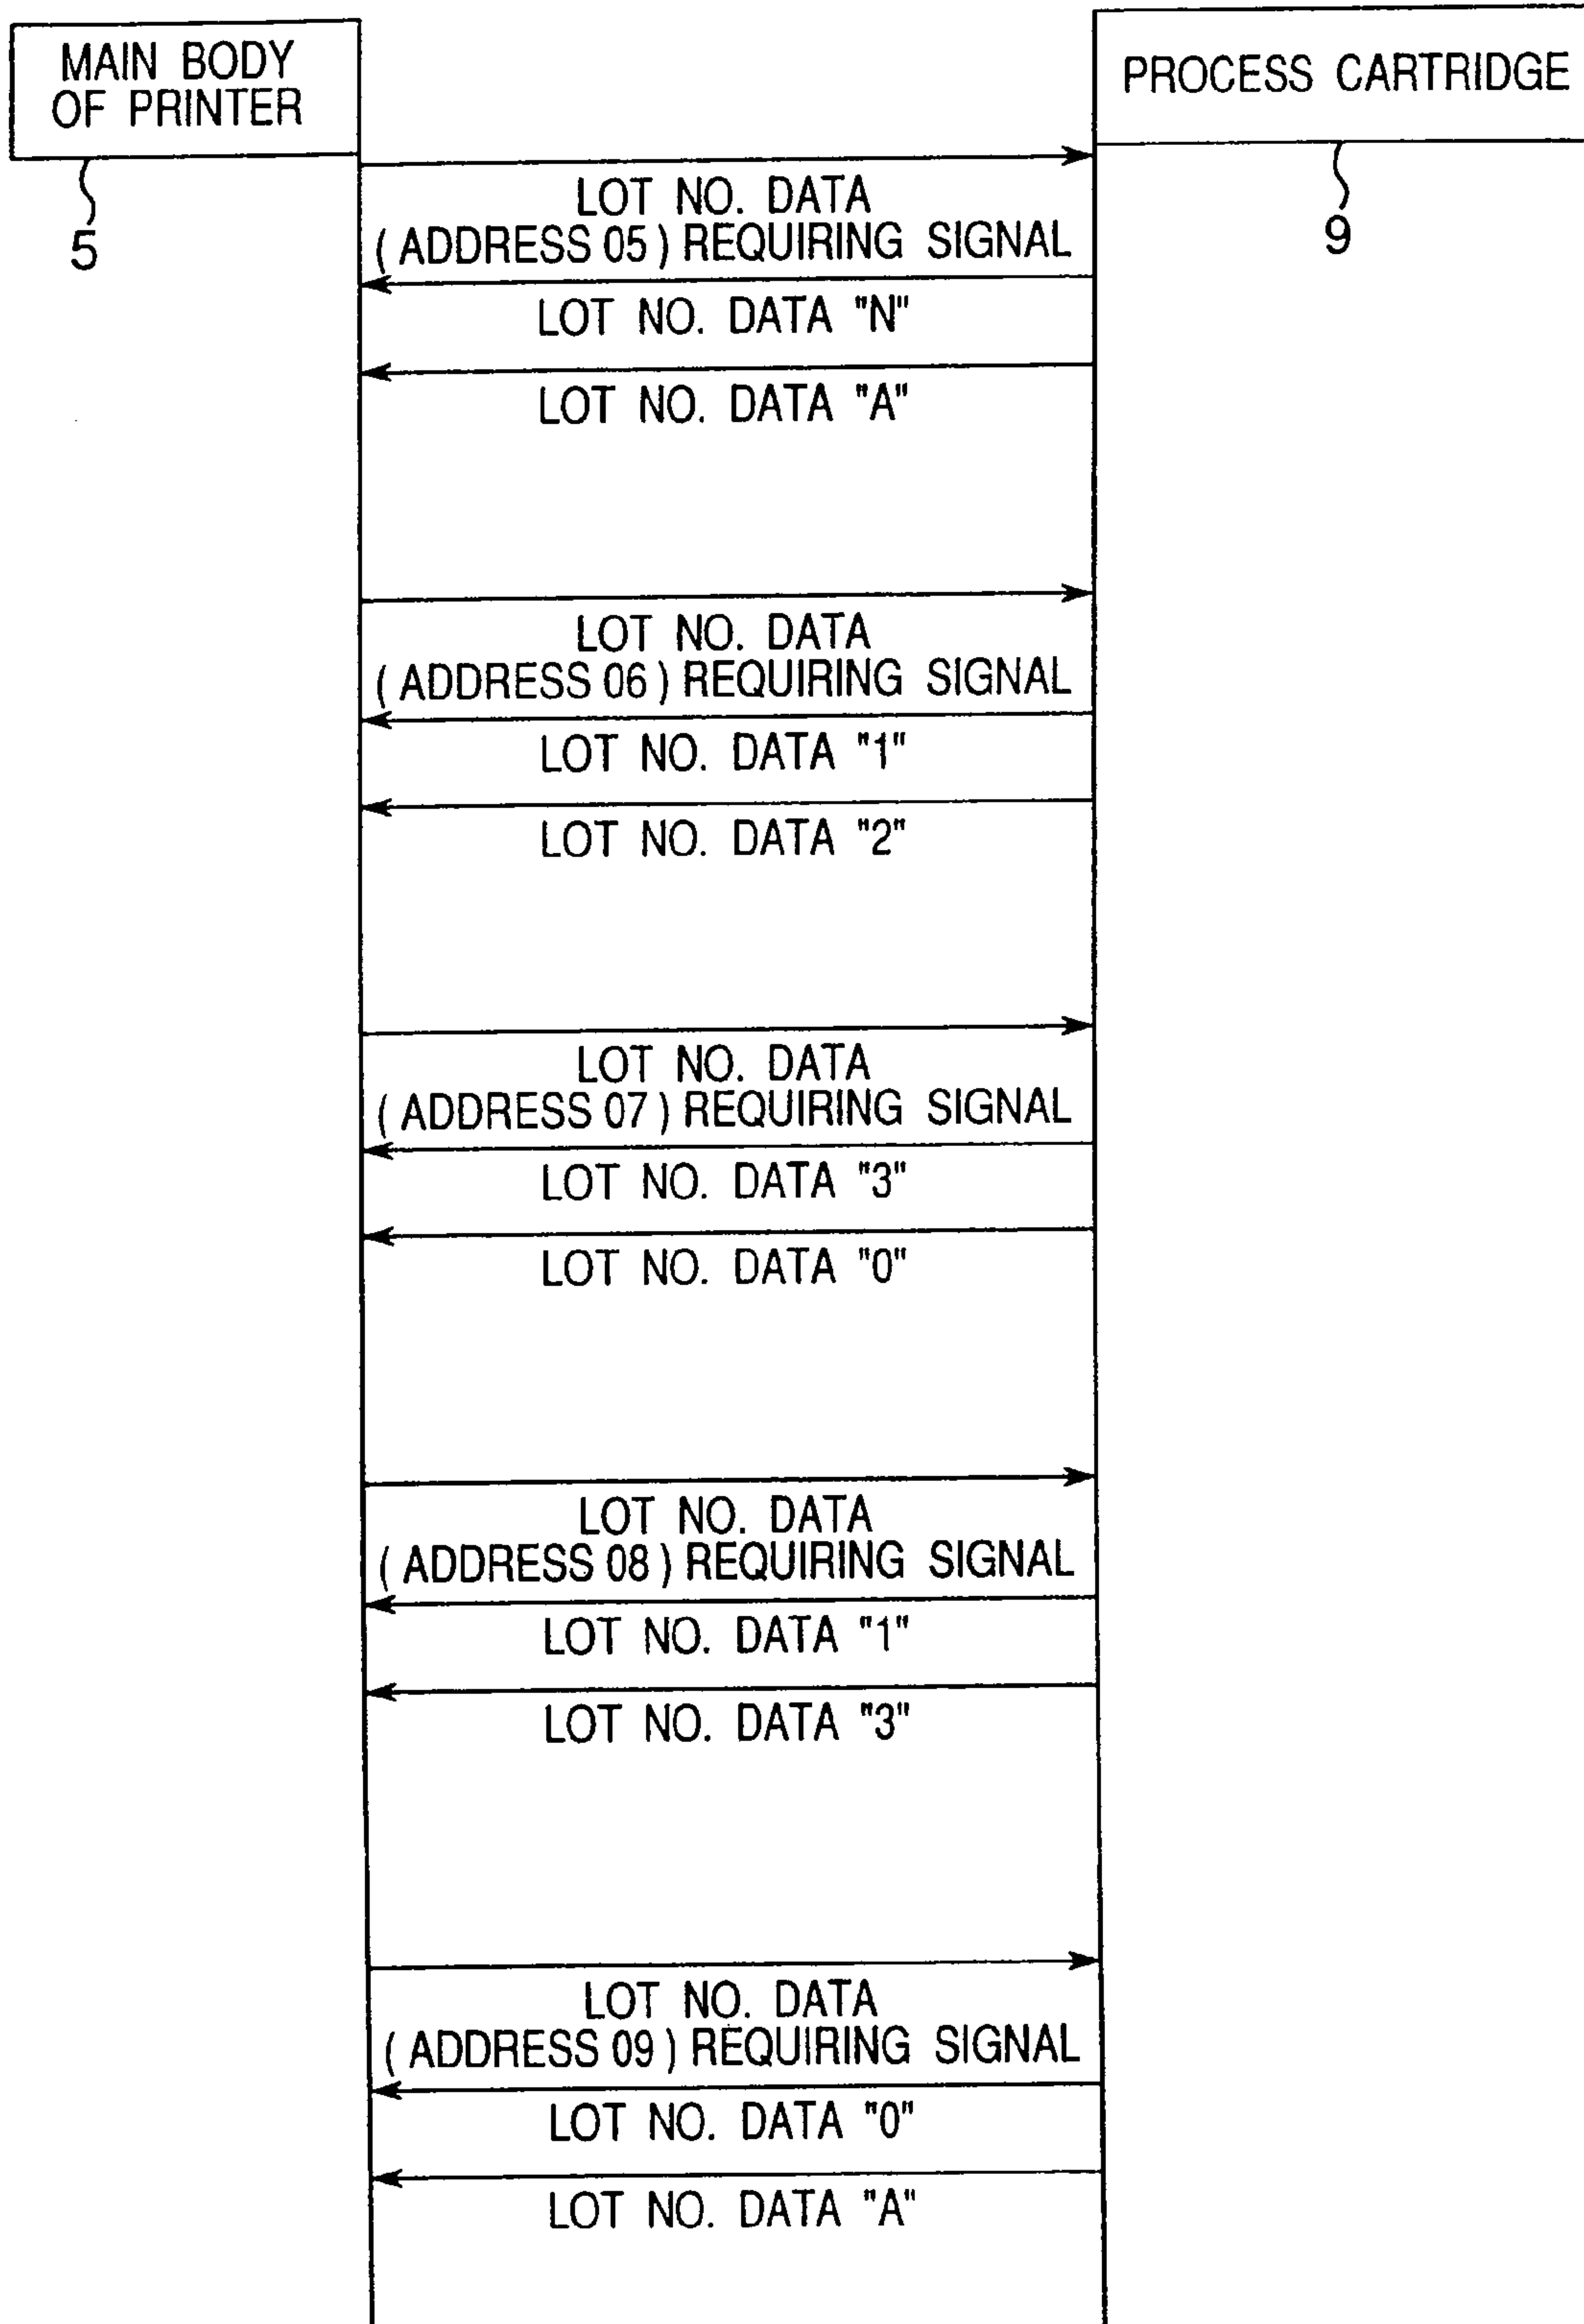 MAIN BODY
OF PRINTER
PROCESS CARTRIDGE
5
9
LOT NO. DATA
( ADDRESS 05 ) REQUIRING SIGNAL
LOT NO. DATA "N"
LOT NO. DATA "A"
LOT NO. DATA
( ADDRESS 06 ) REQUIRING SIGNAL
LOT NO. DATA "1"
LOT NO. DATA "2"
LOT NO. DATA
( ADDRESS 07 ) REQUIRING SIGNAL
LOT NO. DATA "3"
LOT NO. DATA "0"
LOT NO. DATA
( ADDRESS 08 ) REQUIRING SIGNAL
LOT NO. DATA "1"
LOT NO. DATA "3"
LOT NO. DATA
( ADDRESS 09 ) REQUIRING SIGNAL
LOT NO. DATA "0"
LOT NO. DATA "A"